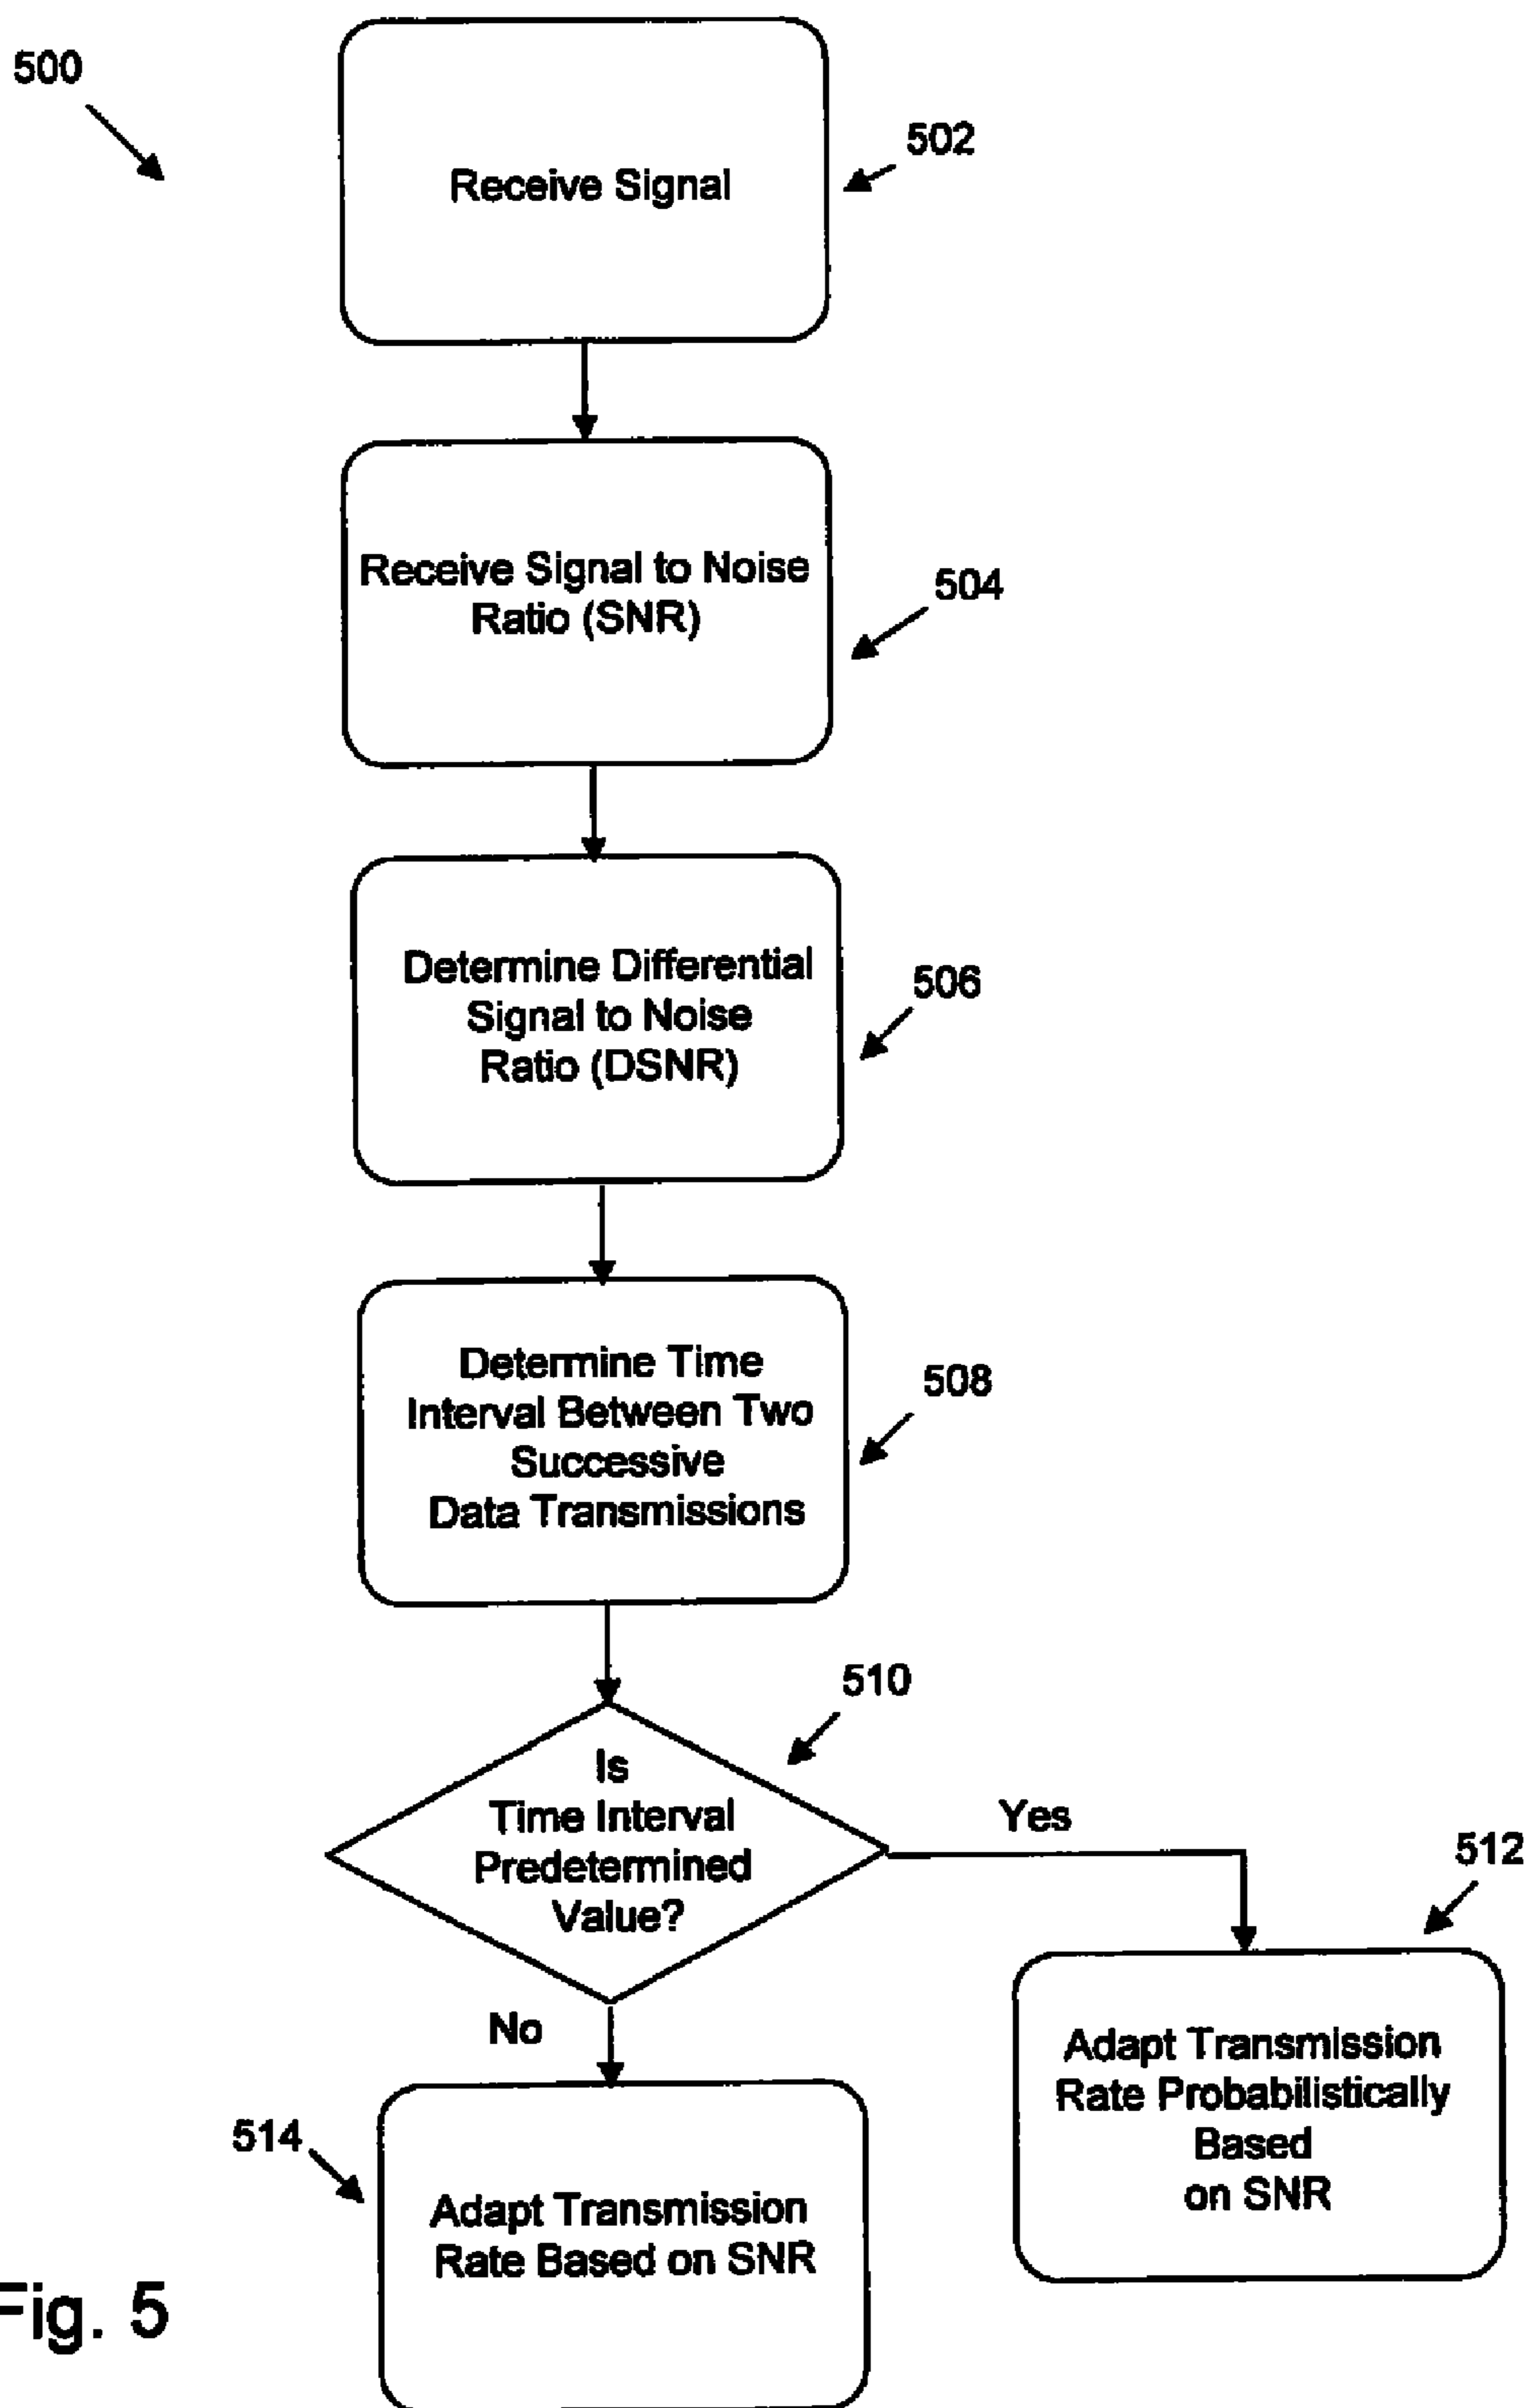 500
502
Receive Signal
504
Receive Signal to Noise
Ratio (SNR)
506
Determine Differential
Signal to Noise
Ratio (DSNR)
508
Determine Time
Interval Between Two
Successive
Data Transmissions
510
Is
Time Interval
Predetermined
Value?
Yes
No
512
Adapt Transmission
Rate Probabilistically
Based
on SNR
514
Adapt Transmission
Rate Based on SNR
Fig. 5